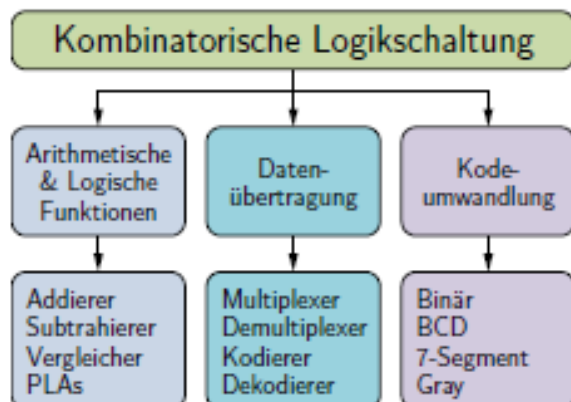 Kombinatorische Logikschaltung
Arithmetische
& Logische
Funktionen
Daten-
übertragung
Kode-
umwandlung
Addierer
Subtrahierer
Vergleicher
PLAs
Multiplexer
Demultiplexer
Kodierer
Dekodierer
Binär
BCD
7-Segment
Gray